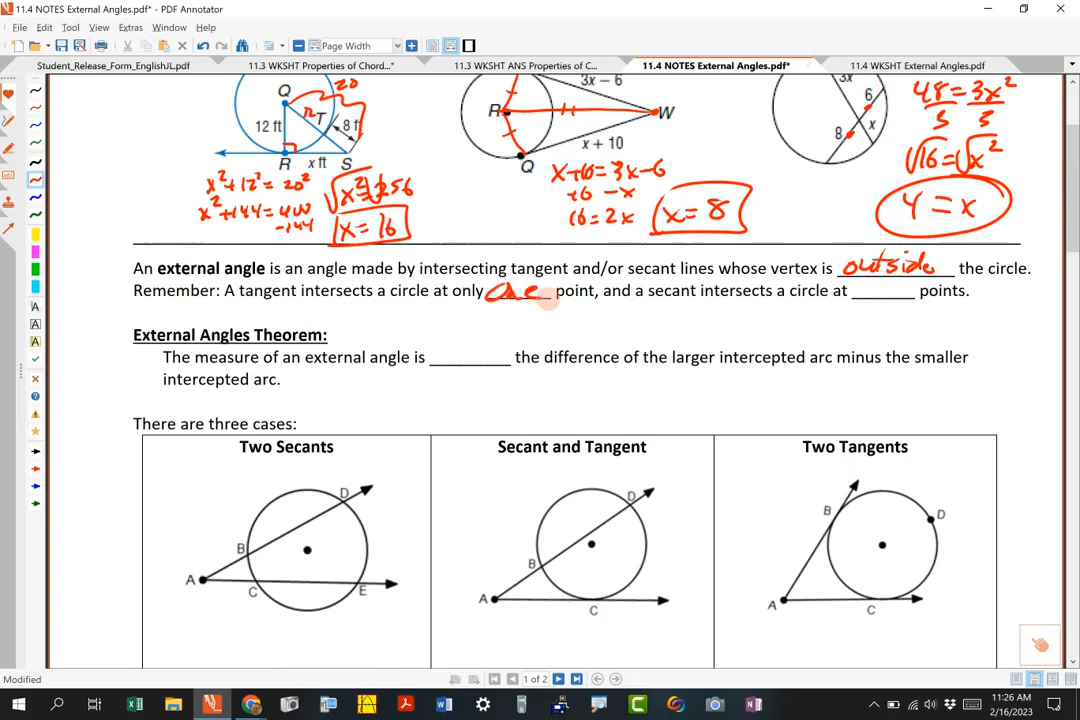 11.4 NOTES External Angles.pdf* - PDF Annotator
File Edit Tool View Extras Window Help
Page Width
Student_Release_Form_EnglishJL.pdf 11.3 WKSHT Properties of Chord...* 11.3 WKSHT ANS Properties of C... 11.4 NOTES External Angles.pdf* 11.4 WKSHT External Angles.pdf
Q 20
12 ft T 8 ft
R x ft S
x²+12²=20²
x²+144=400
-144
x=16
3x − 6
R W
x + 10
Q
x+10=3x-6
+6 -x
16=2x
x=8
3x 6
8 x
48=3x²
3 3
√16=√x²
4=x
An external angle is an angle made by intersecting tangent and/or secant lines whose vertex is outside the circle.
Remember: A tangent intersects a circle at only one point, and a secant intersects a circle at _______ points.
External Angles Theorem:
The measure of an external angle is _________ the difference of the larger intercepted arc minus the smaller
intercepted arc.
There are three cases:
Two Secants Secant and Tangent Two Tangents
D
B
A
C E
D
B
A
C
B D
A
C
Modified
1 of 2
11:26 AM
2/16/2023